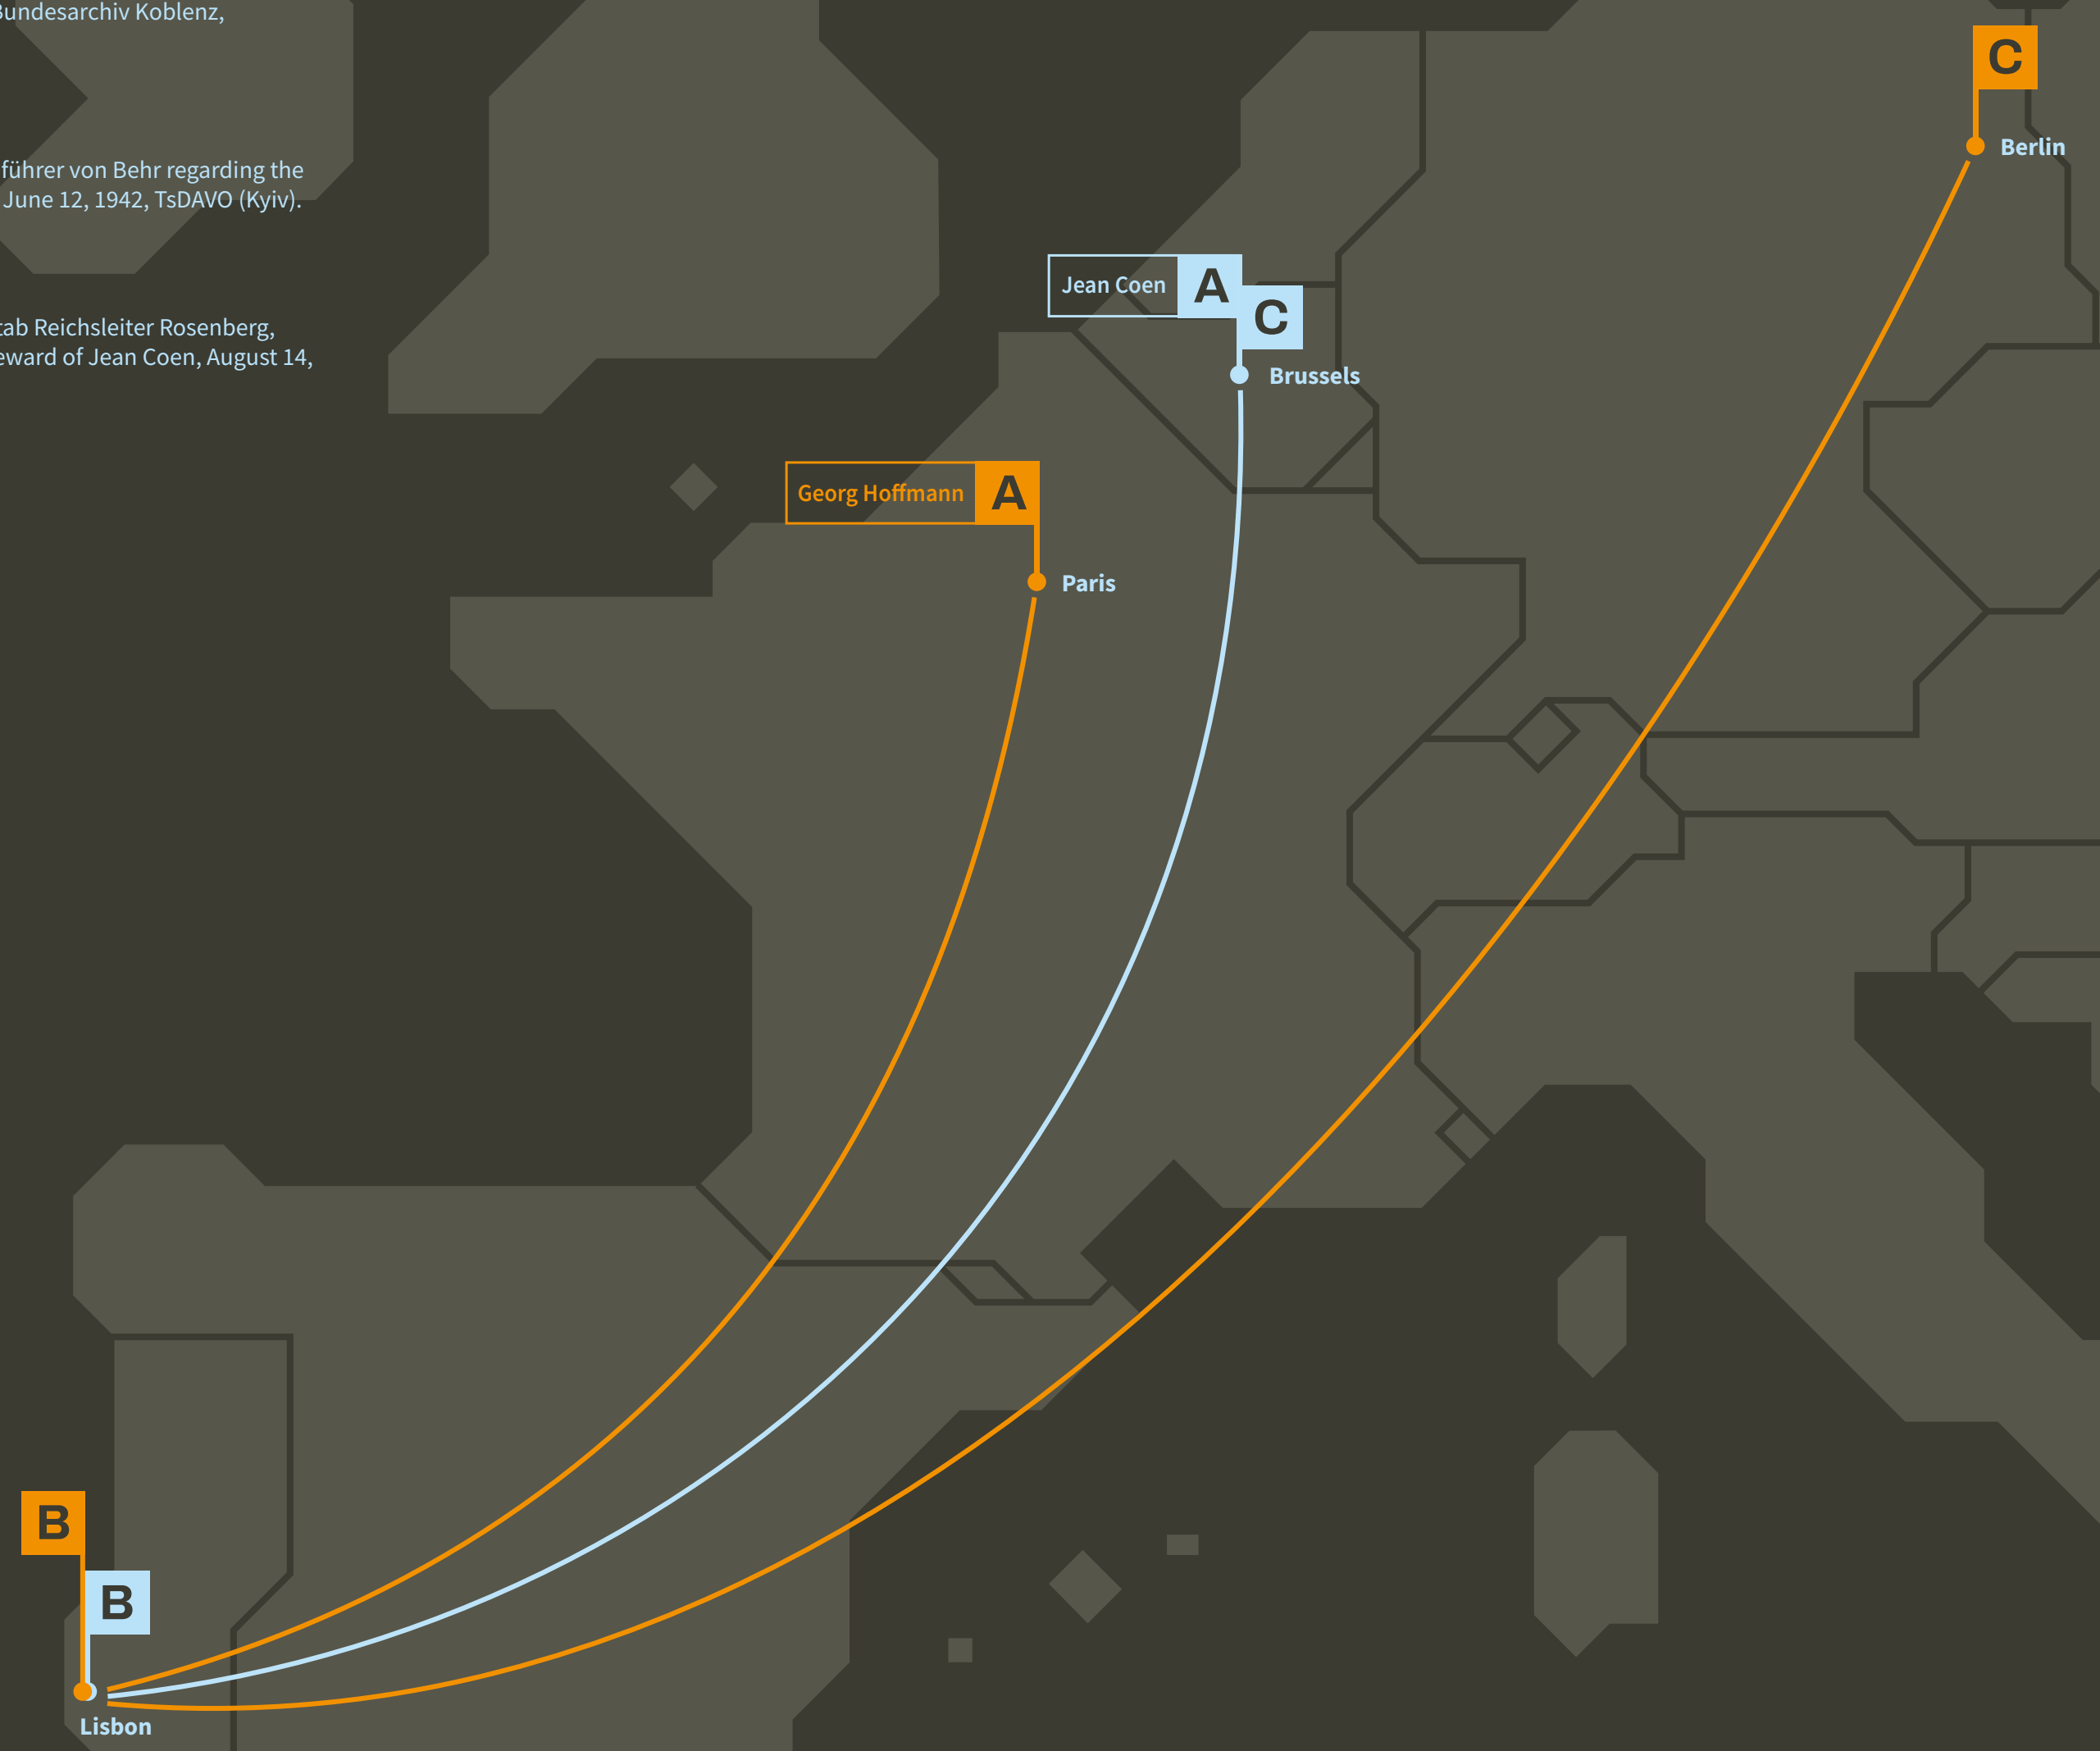 Bundesarchiv Koblenz,
führer von Behr regarding the
June 12, 1942, TsDAVO (Kyiv).
tab Reichsleiter Rosenberg,
eward of Jean Coen, August 14,
C
Berlin
Jean Coen A
C
Brussels
Georg Hoffmann A
Paris
B
B
Lisbon